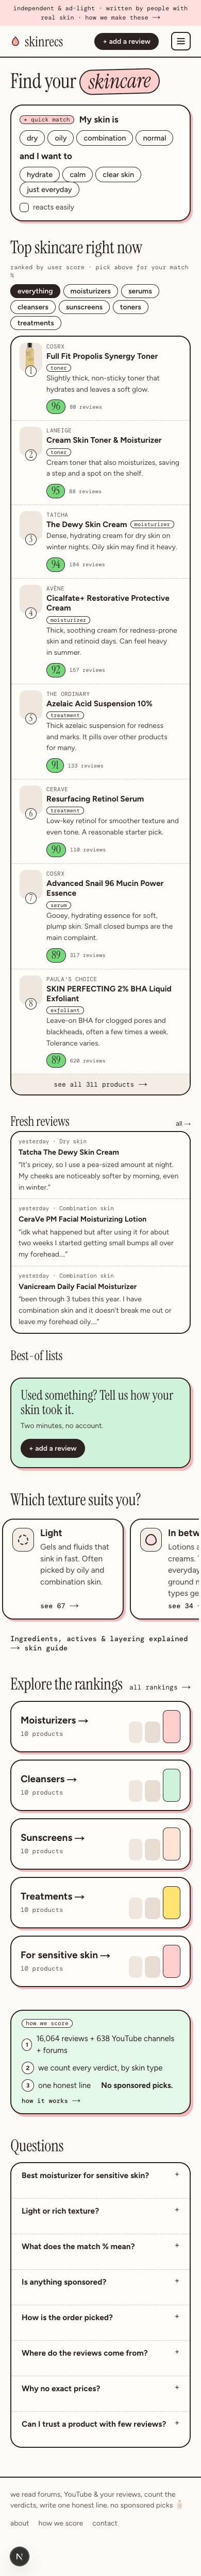 independent & ad-light · written by people with
real skin · how we make these →
skinrecs
+ add a review
Find your skincare
✦ quick match My skin is
dry oily combination normal
and I want to
hydrate calm clear skin
just everyday
reacts easily
Top skincare right now
ranked by user score · pick above for your match
%
everything moisturizers serums
cleansers sunscreens toners
treatments
1
COSRX
Full Fit Propolis Synergy Toner
toner
Slightly thick, non-sticky toner that
hydrates and leaves a soft glow.
96 80 reviews
2
LANEIGE
Cream Skin Toner & Moisturizer
toner
Cream toner that also moisturizes, saving
a step and a spot on the shelf.
95 88 reviews
3
TATCHA
The Dewy Skin Cream moisturizer
Dense, hydrating cream for dry skin on
winter nights. Oily skin may find it heavy.
94 184 reviews
4
AVÈNE
Cicalfate+ Restorative Protective
Cream
moisturizer
Thick, soothing cream for redness-prone
skin and retinoid days. Can feel heavy
in summer.
92 157 reviews
5
THE ORDINARY
Azelaic Acid Suspension 10%
treatment
Thick azelaic suspension for redness
and marks. It pills over other products
for many.
91 133 reviews
6
CERAVE
Resurfacing Retinol Serum
treatment
Low-key retinol for smoother texture and
even tone. A reasonable starter pick.
90 110 reviews
7
COSRX
Advanced Snail 96 Mucin Power
Essence
serum
Gooey, hydrating essence for soft,
plump skin. Small closed bumps are the
main complaint.
89 317 reviews
8
PAULA'S CHOICE
SKIN PERFECTING 2% BHA Liquid
Exfoliant
exfoliant
Leave-on BHA for clogged pores and
blackheads, often a few times a week.
Tolerance varies.
89 620 reviews
see all 311 products →
Fresh reviews all →
yesterday · Dry skin
Tatcha The Dewy Skin Cream
"It's pricey, so I use a pea-sized amount at night.
My cheeks are noticeably softer by morning, even
in winter."
yesterday · Combination skin
CeraVe PM Facial Moisturizing Lotion
"idk what happened but after using it for about
two weeks I started getting small bumps all over
my forehead...."
yesterday · Combination skin
Vanicream Daily Facial Moisturizer
"been through 3 tubes this year. I have
combination skin and it doesn't break me out or
leave my forehead oily...."
Best-of lists
Used something? Tell us how your
skin took it.
Two minutes, no account.
+ add a review
Which texture suits you?
Light
Gels and fluids that
sink in fast. Often
picked by oily and
combination skin.
see 67 →
In betw
Lotions a
creams. T
everyday
ground m
types ge
see 34
Ingredients, actives & layering explained
→ skin guide
Explore the rankings all rankings →
Moisturizers →
10 products
Cleansers →
10 products
Sunscreens →
10 products
Treatments →
10 products
For sensitive skin →
10 products
how we score
1 16,064 reviews + 638 YouTube channels
+ forums
2 we count every verdict, by skin type
3 one honest line No sponsored picks.
how it works →
Questions
Best moisturizer for sensitive skin? +
Light or rich texture? +
What does the match % mean? +
Is anything sponsored? +
How is the order picked? +
Where do the reviews come from? +
Why no exact prices? +
Can I trust a product with few reviews? +
we read forums, YouTube & your reviews, count the
verdicts, write one honest line. no sponsored picks
about how we score contact
N